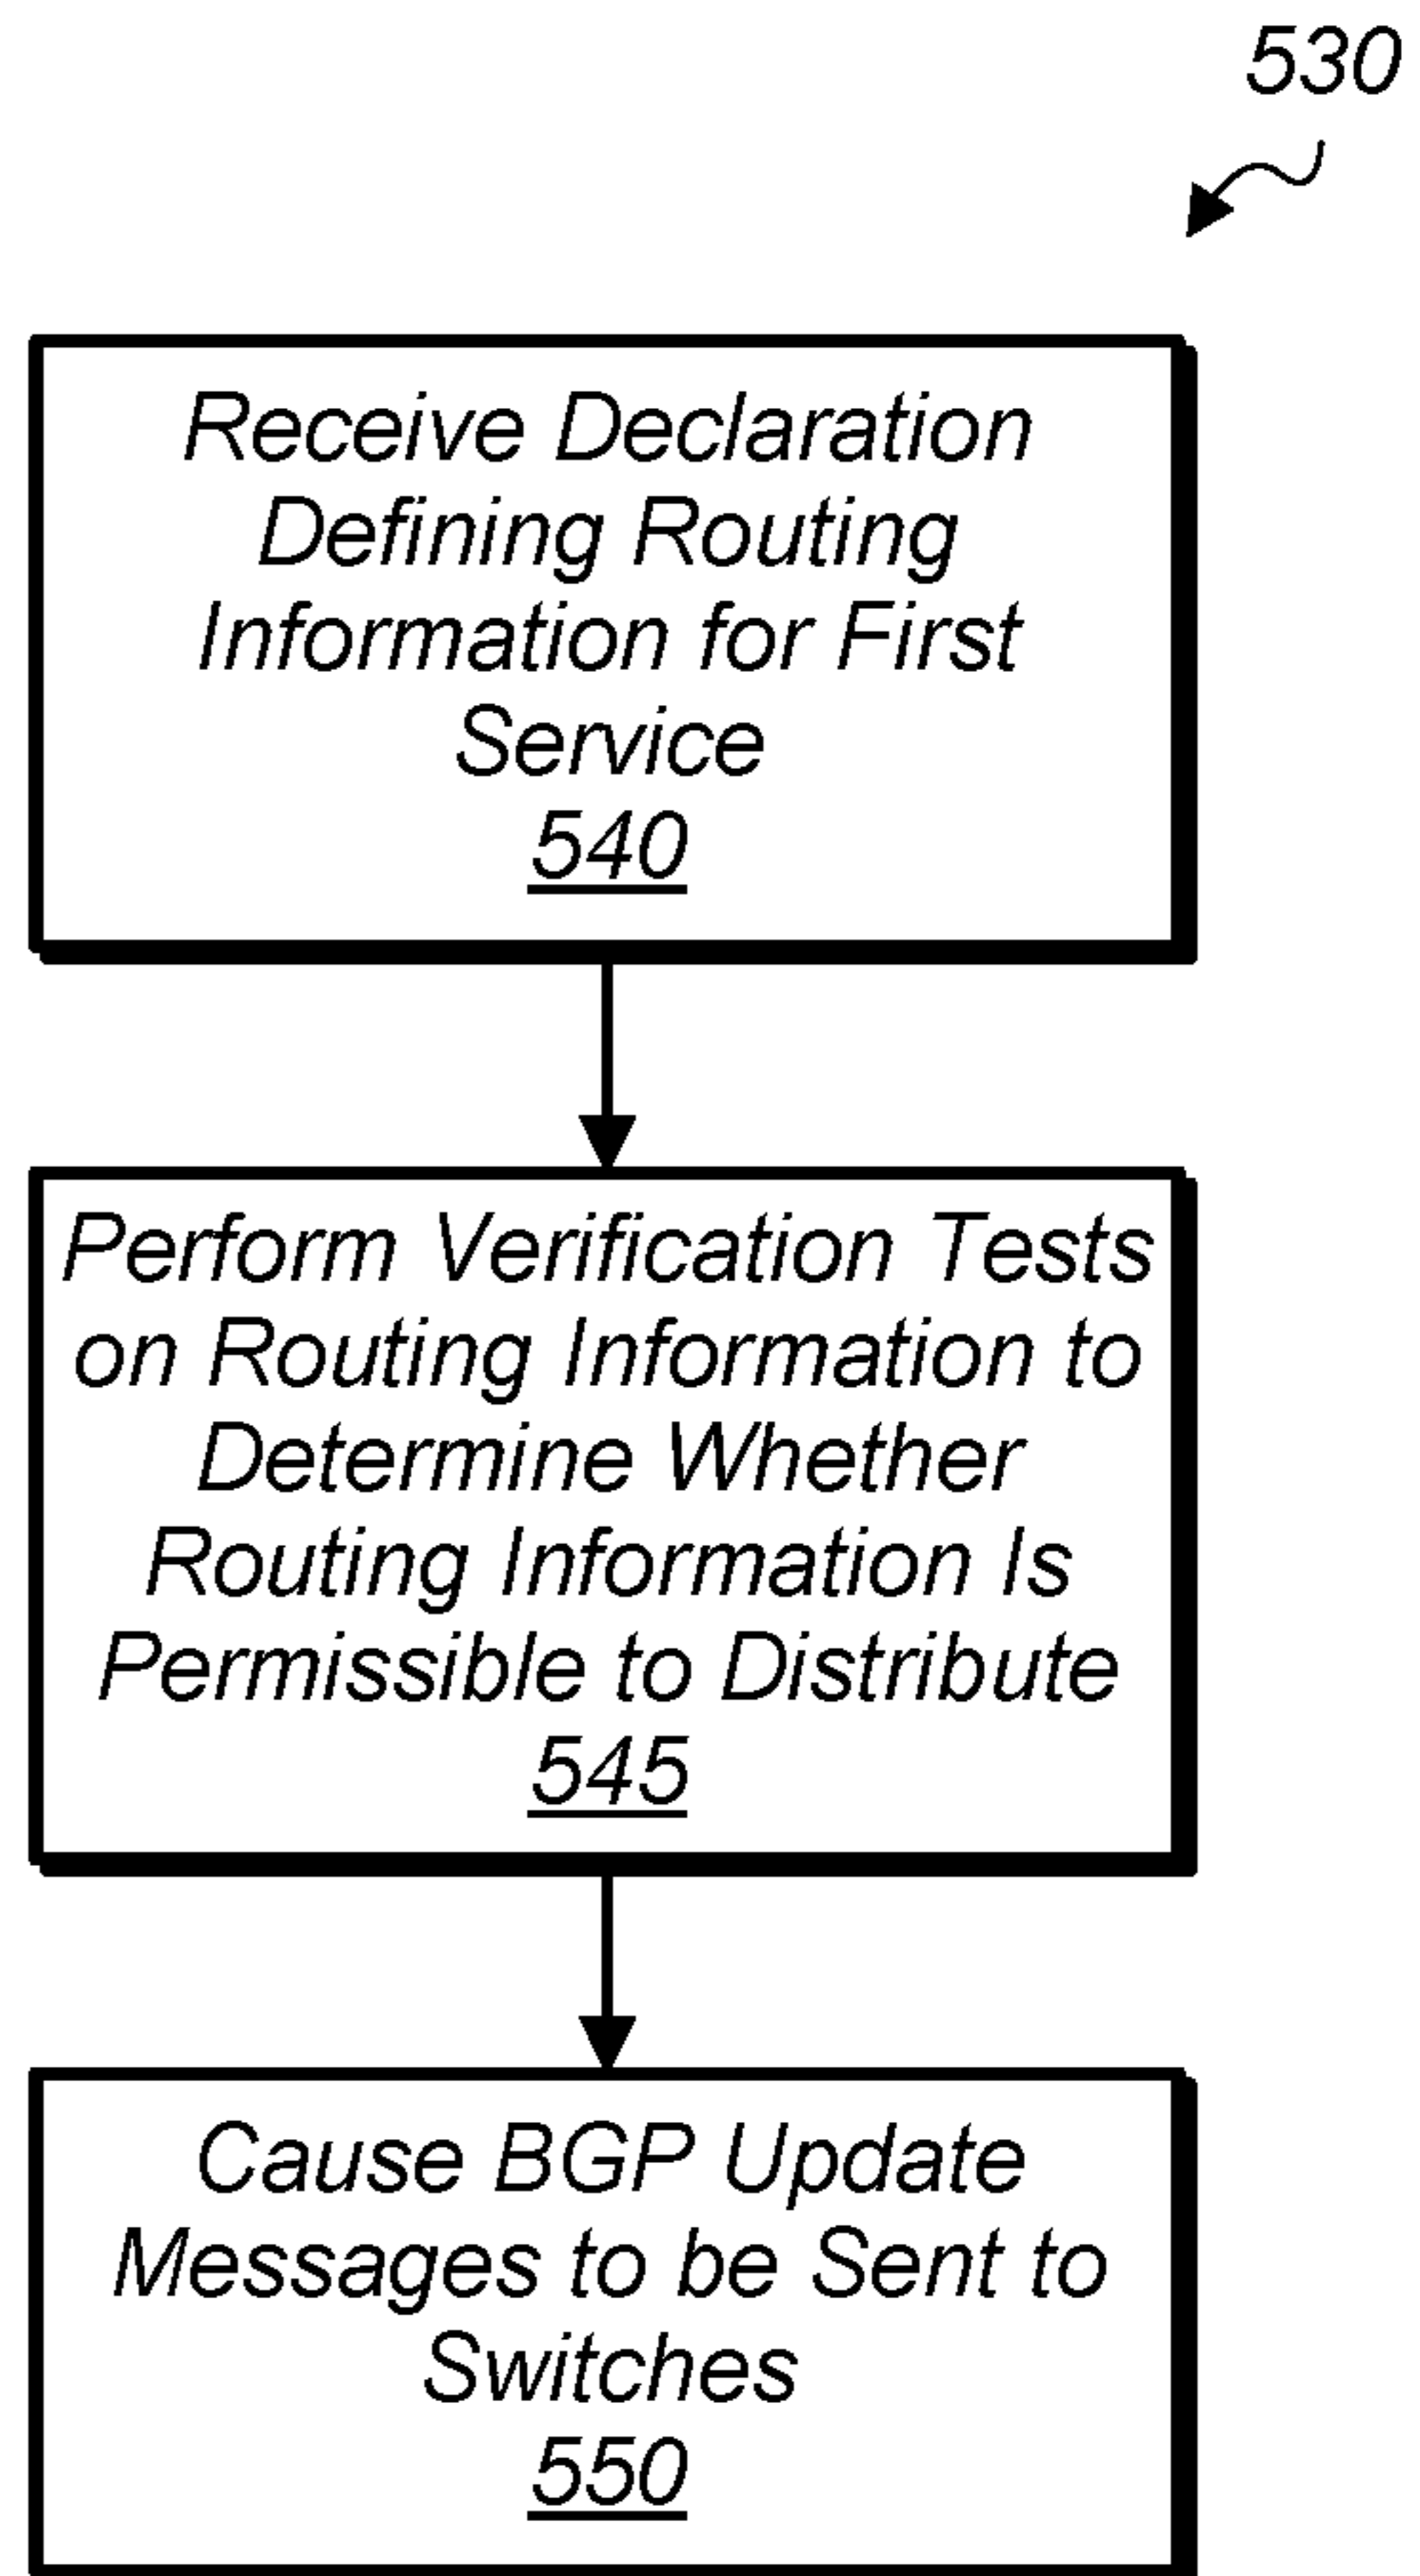 530
Receive Declaration
Defining Routing
Information for First
Service
540
Perform Verification Tests
on Routing Information to
Determine Whether
Routing Information Is
Permissible to Distribute
545
Cause BGP Update
Messages to be Sent to
Switches
550